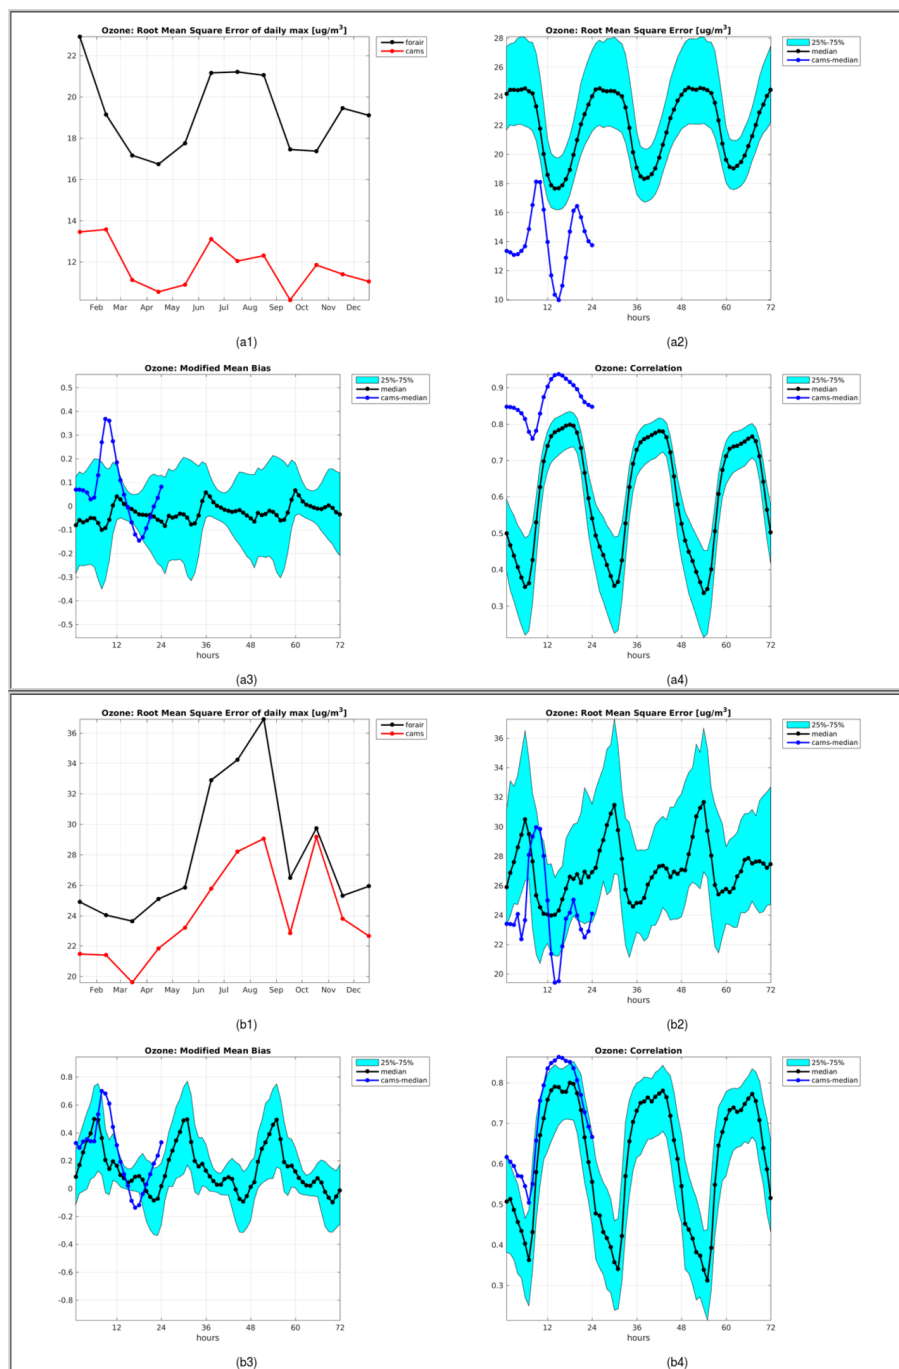 Ozone: Root Mean Square Error of daily max [ug/m³]
forair
cams
22
20
18
16
14
12
Feb Mar Apr May Jun Jul Aug Sep Oct Nov Dec
(a1)
Ozone: Root Mean Square Error [ug/m³]
25%-75%
median
cams-median
28
26
24
22
20
18
16
14
12
10
12 24 36 48 60 72
hours
(a2)
Ozone: Modified Mean Bias
25%-75%
median
cams-median
0.5
0.4
0.3
0.2
0.1
0
-0.1
-0.2
-0.3
-0.4
-0.5
12 24 36 48 60 72
hours
(a3)
Ozone: Correlation
25%-75%
median
cams-median
0.9
0.8
0.7
0.6
0.5
0.4
0.3
12 24 36 48 60 72
hours
(a4)
Ozone: Root Mean Square Error of daily max [ug/m³]
forair
cams
36
34
32
30
28
26
24
22
20
Feb Mar Apr May Jun Jul Aug Sep Oct Nov Dec
(b1)
Ozone: Root Mean Square Error [ug/m³]
25%-75%
median
cams-median
36
34
32
30
28
26
24
22
20
12 24 36 48 60 72
hours
(b2)
Ozone: Modified Mean Bias
25%-75%
median
cams-median
0.8
0.6
0.4
0.2
0
-0.2
-0.4
-0.6
-0.8
12 24 36 48 60 72
hours
(b3)
Ozone: Correlation
25%-75%
median
cams-median
0.8
0.7
0.6
0.5
0.4
0.3
12 24 36 48 60 72
hours
(b4)